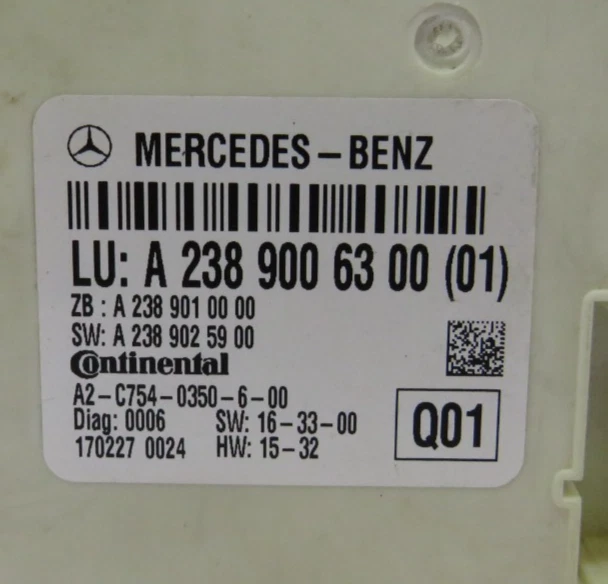 MERCEDES-BENZ
LU: A 238 900 63 00 (01)
ZB : A 238 901 00 00
SW: A 238 902 59 00
Continental
A2-C754-0350-6-00
Diag: 0006 SW: 16-33-00
170227 0024 HW: 15-32
Q01